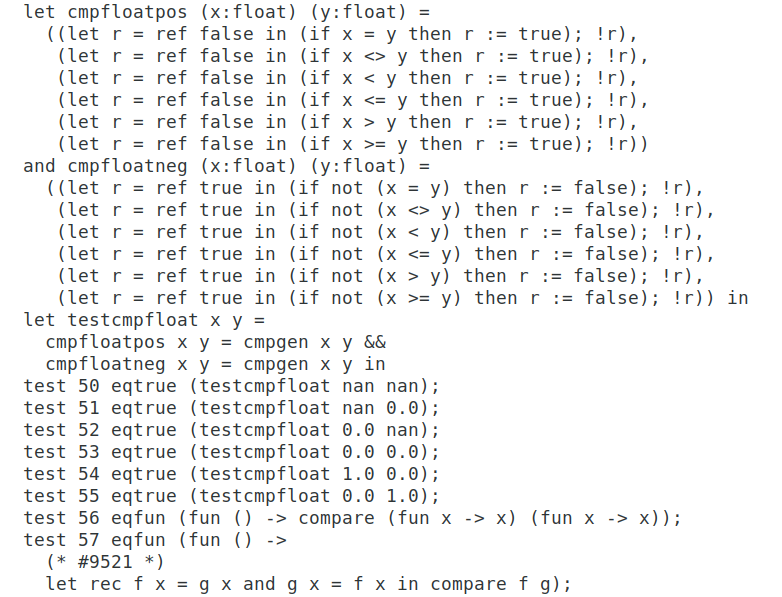 let cmpfloatpos (x:float) (y:float) =
  ((let r = ref false in (if x = y then r := true); !r),
   (let r = ref false in (if x <> y then r := true); !r),
   (let r = ref false in (if x < y then r := true); !r),
   (let r = ref false in (if x <= y then r := true); !r),
   (let r = ref false in (if x > y then r := true); !r),
   (let r = ref false in (if x >= y then r := true); !r))
and cmpfloatneg (x:float) (y:float) =
  ((let r = ref true in (if not (x = y) then r := false); !r),
   (let r = ref true in (if not (x <> y) then r := false); !r),
   (let r = ref true in (if not (x < y) then r := false); !r),
   (let r = ref true in (if not (x <= y) then r := false); !r),
   (let r = ref true in (if not (x > y) then r := false); !r),
   (let r = ref true in (if not (x >= y) then r := false); !r)) in
let testcmpfloat x y =
  cmpfloatpos x y = cmpgen x y &&
  cmpfloatneg x y = cmpgen x y in
test 50 eqtrue (testcmpfloat nan nan);
test 51 eqtrue (testcmpfloat nan 0.0);
test 52 eqtrue (testcmpfloat 0.0 nan);
test 53 eqtrue (testcmpfloat 0.0 0.0);
test 54 eqtrue (testcmpfloat 1.0 0.0);
test 55 eqtrue (testcmpfloat 0.0 1.0);
test 56 eqfun (fun () -> compare (fun x -> x) (fun x -> x));
test 57 eqfun (fun () ->
  (* #9521 *)
  let rec f x = g x and g x = f x in compare f g);